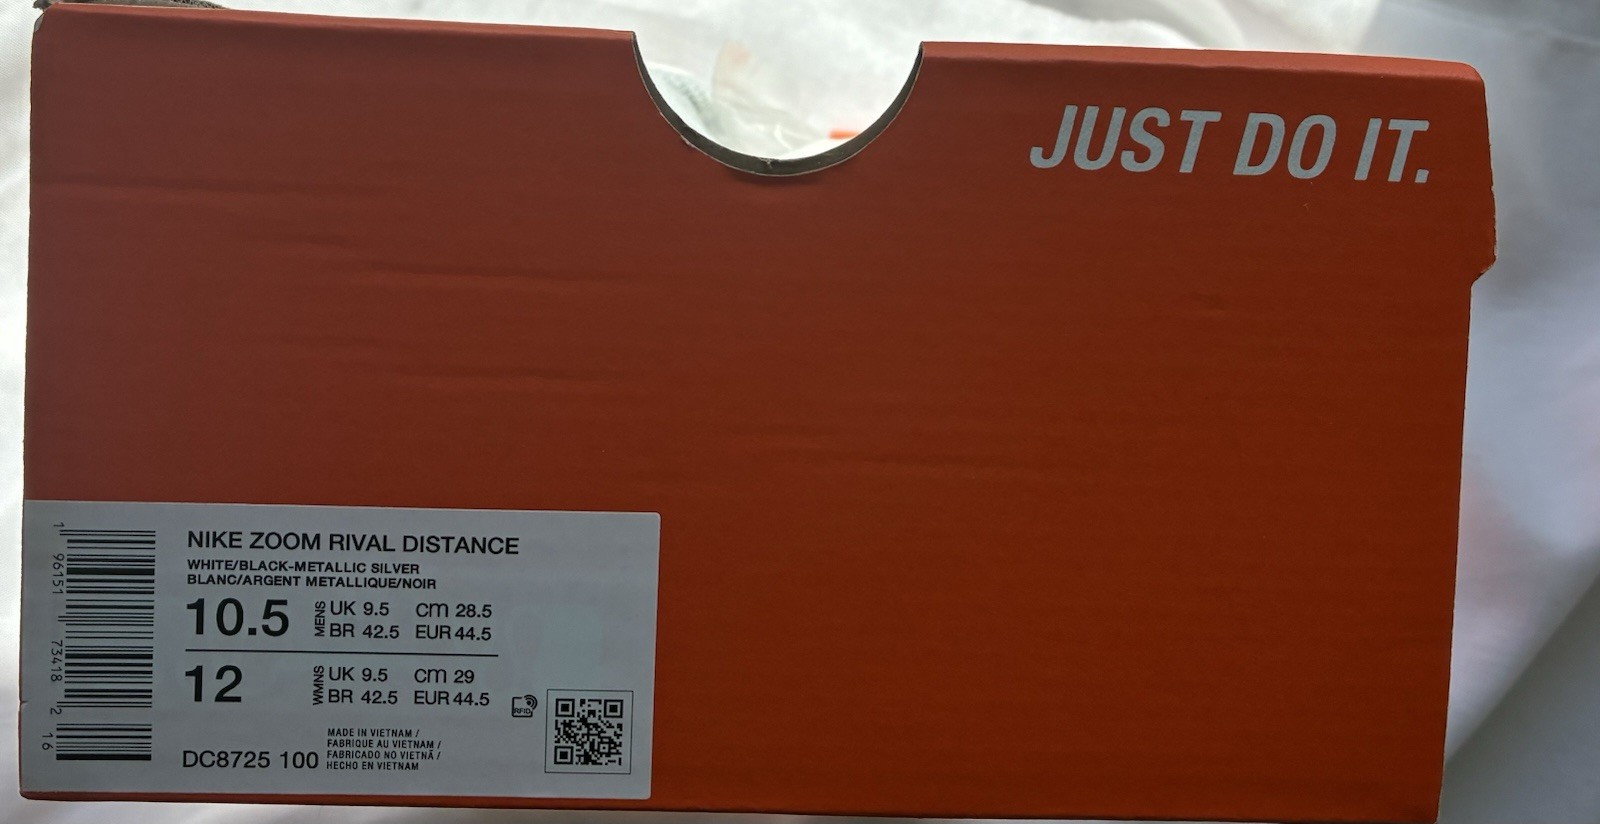 JUST DO IT.
NIKE ZOOM RIVAL DISTANCE
WHITE/BLACK-METALLIC SILVER
BLANC/ARGENT METALLIQUE/NOIR
10.5 MENS UK 9.5 cm 28.5
BR 42.5 EUR 44.5
12 WMNS UK 9.5 cm 29
BR 42.5 EUR 44.5
RFID
DC8725 100
MADE IN VIETNAM /
FABRIQUE AU VIETNAM /
FABRICADO NO VIETNÃ /
HECHO EN VIETNAM
1 96151 73418 2 16